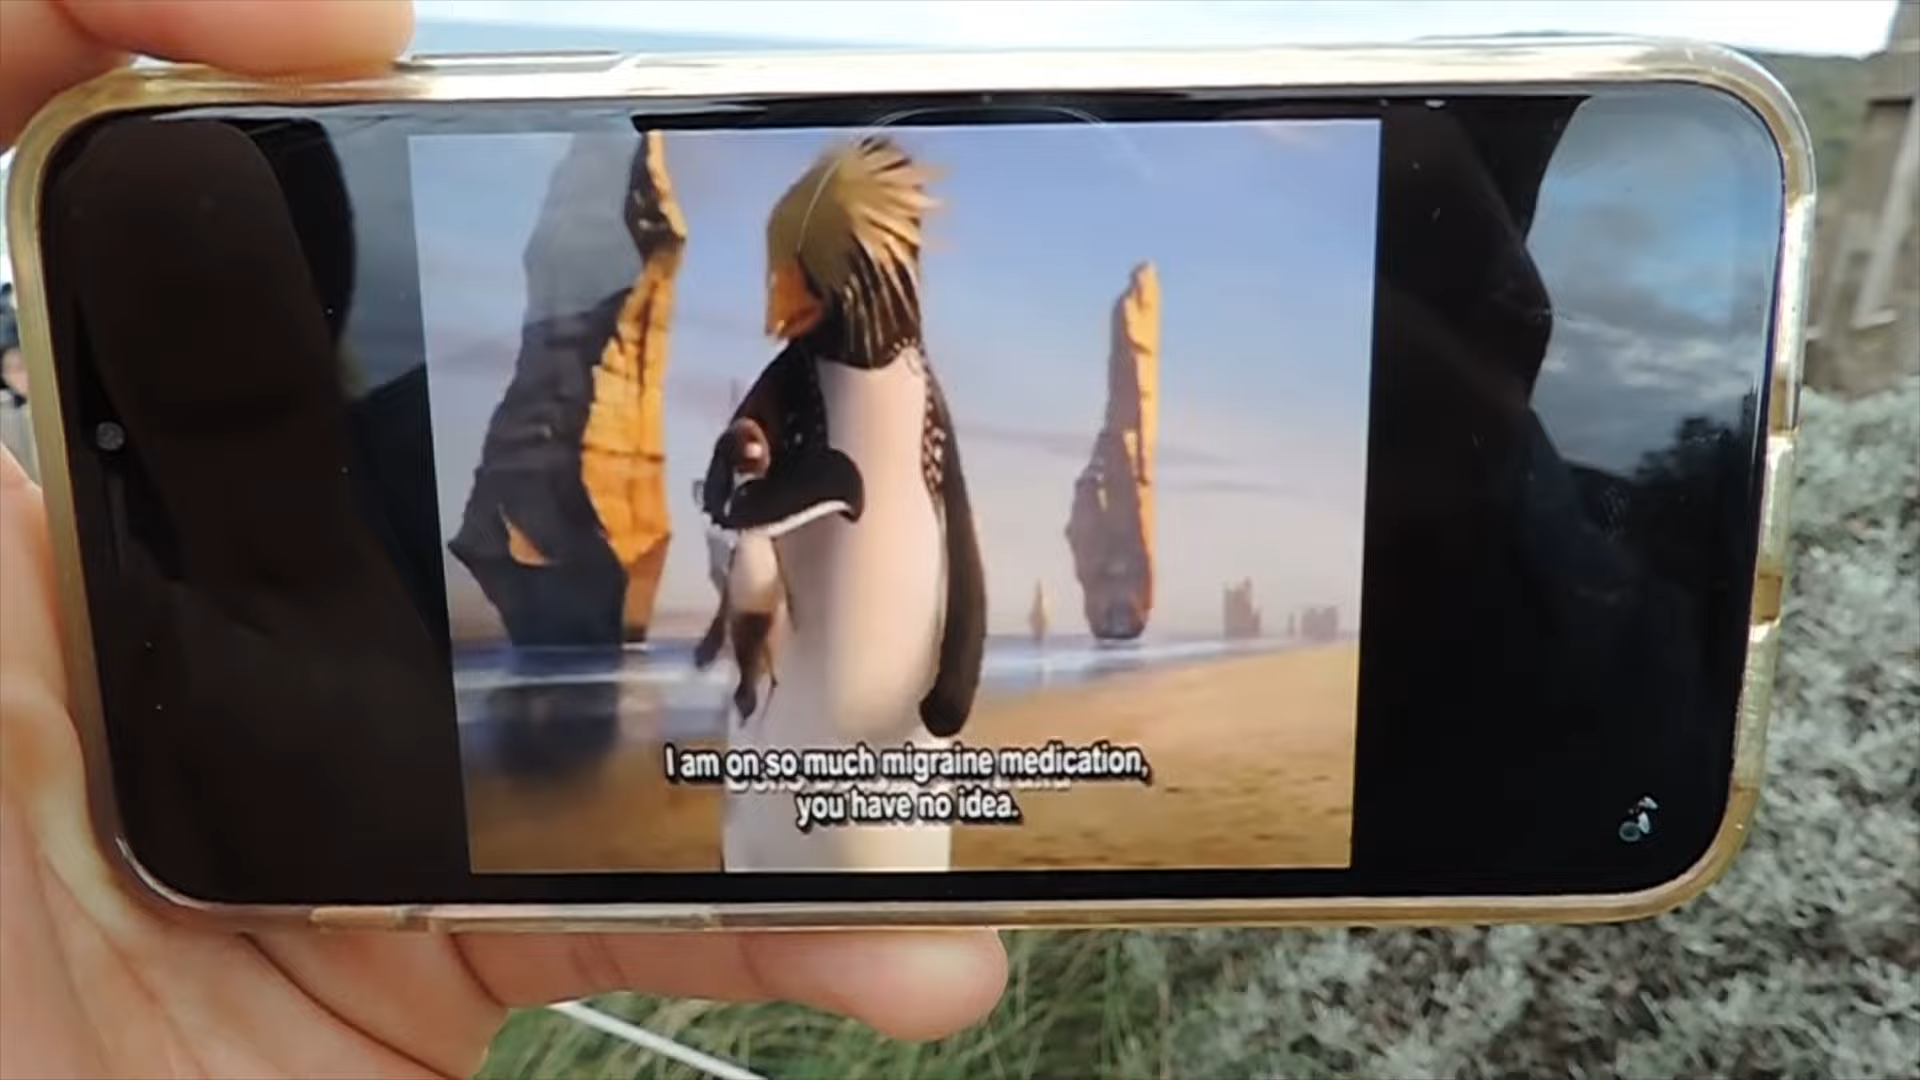 I am on so much migraine medication,
you have no idea.